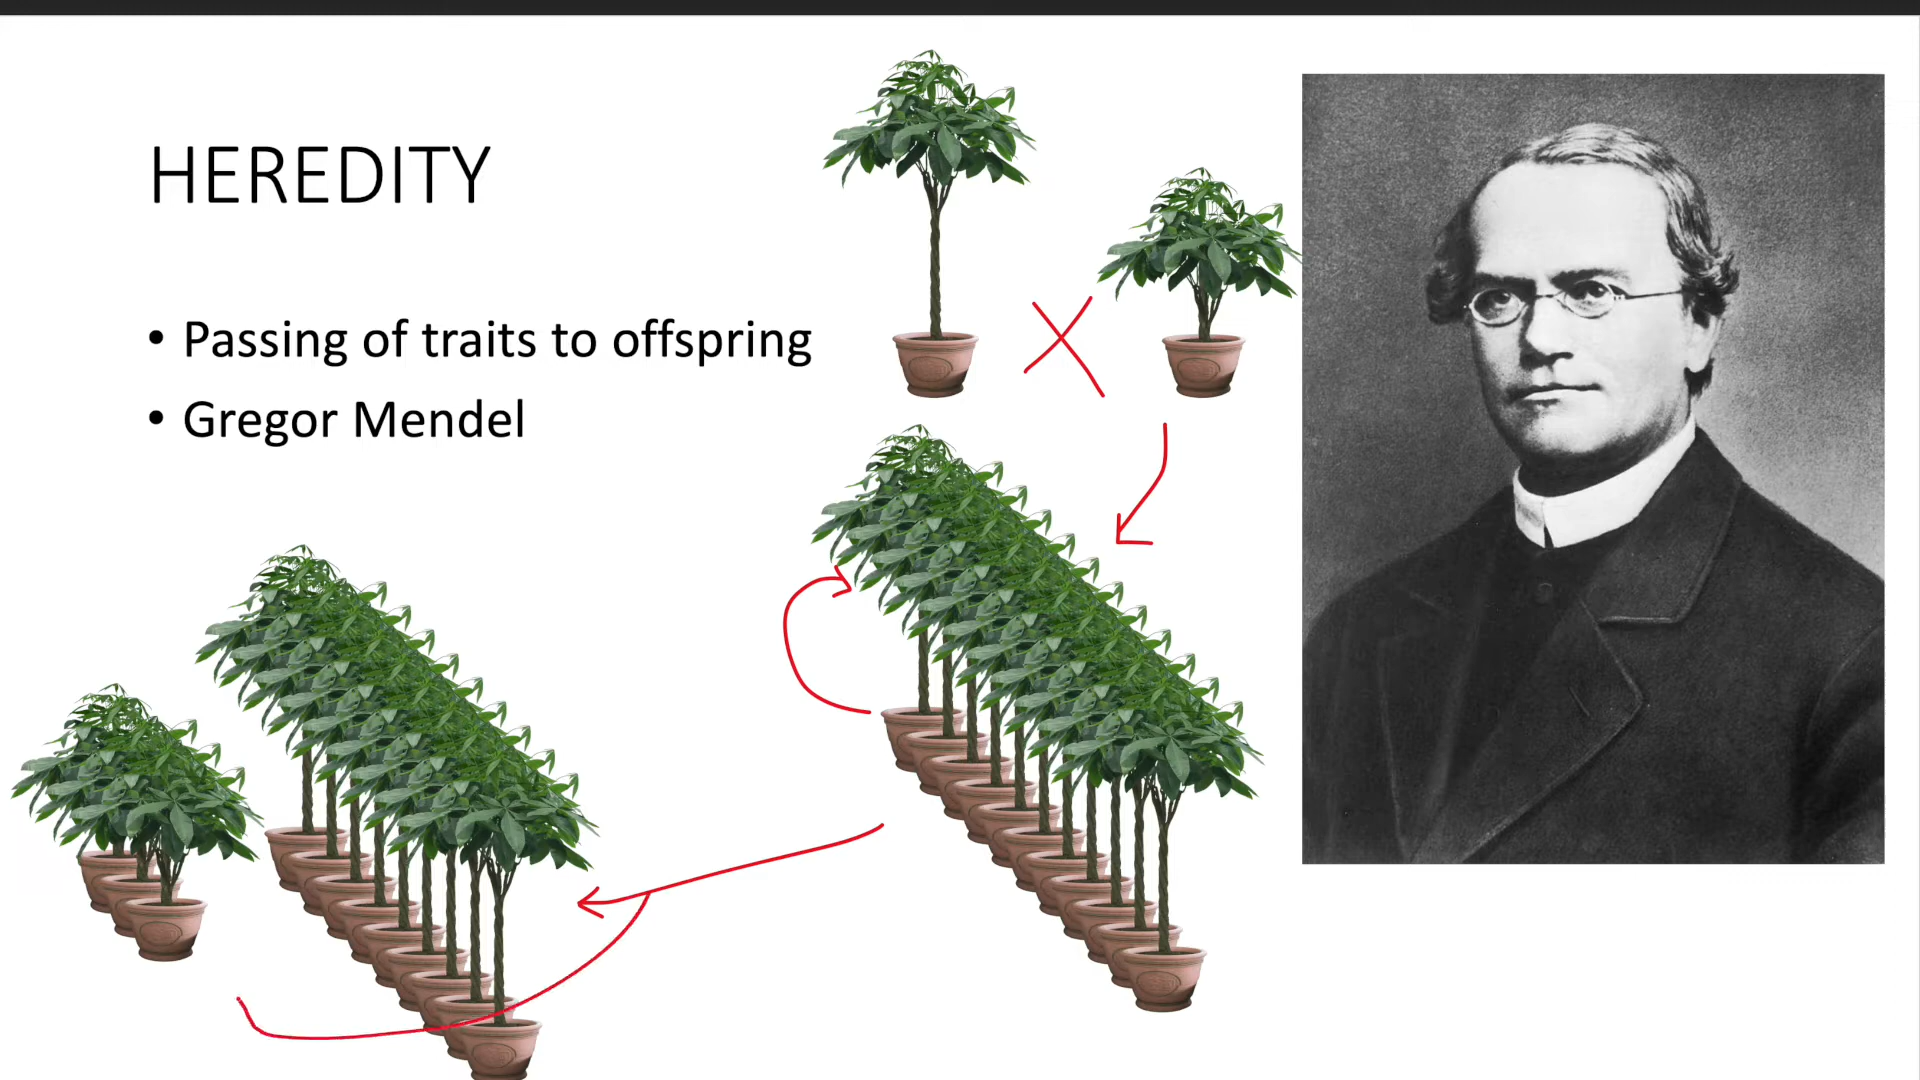 HEREDITY
• Passing of traits to offspring
• Gregor Mendel